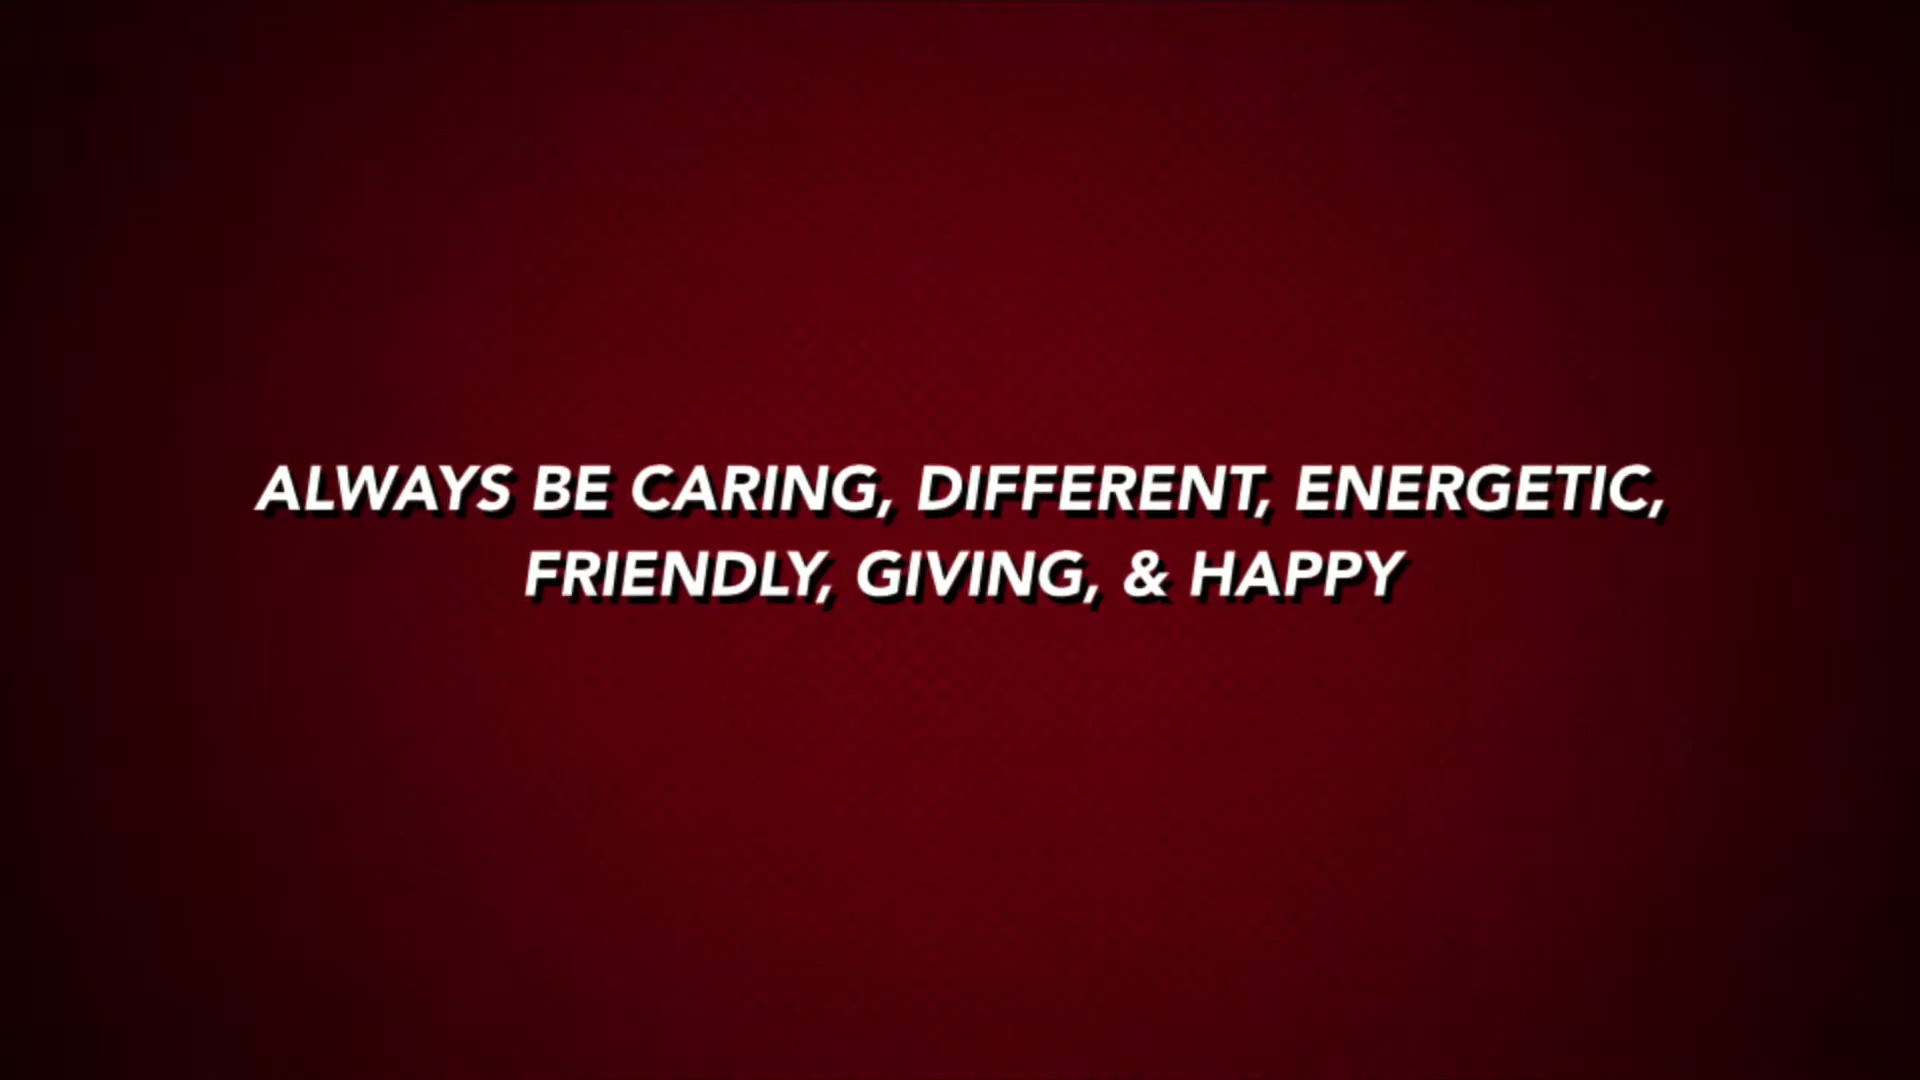 ALWAYS BE CARING, DIFFERENT, ENERGETIC,
FRIENDLY, GIVING, & HAPPY